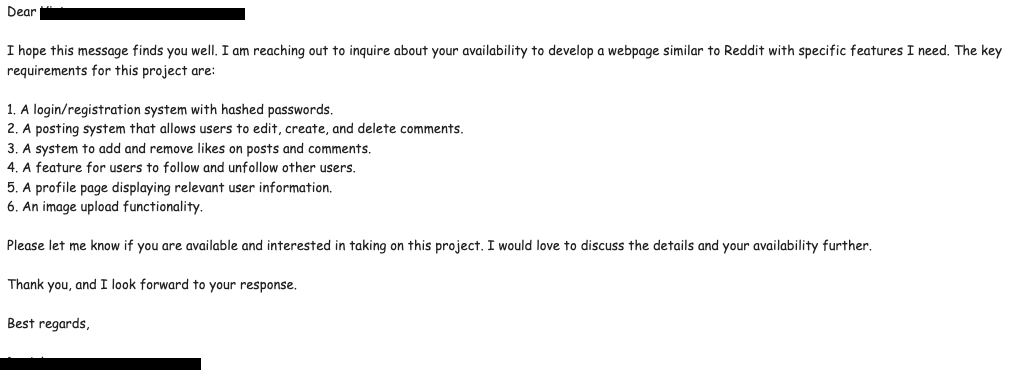 Dear
I hope this message finds you well. I am reaching out to inquire about your availability to develop a webpage similar to Reddit with specific features I need. The key
requirements for this project are:
1. A login/registration system with hashed passwords.
2. A posting system that allows users to edit, create, and delete comments.
3. A system to add and remove likes on posts and comments.
4. A feature for users to follow and unfollow other users.
5. A profile page displaying relevant user information.
6. An image upload functionality.
Please let me know if you are available and interested in taking on this project. I would love to discuss the details and your availability further.
Thank you, and I look forward to your response.
Best regards,